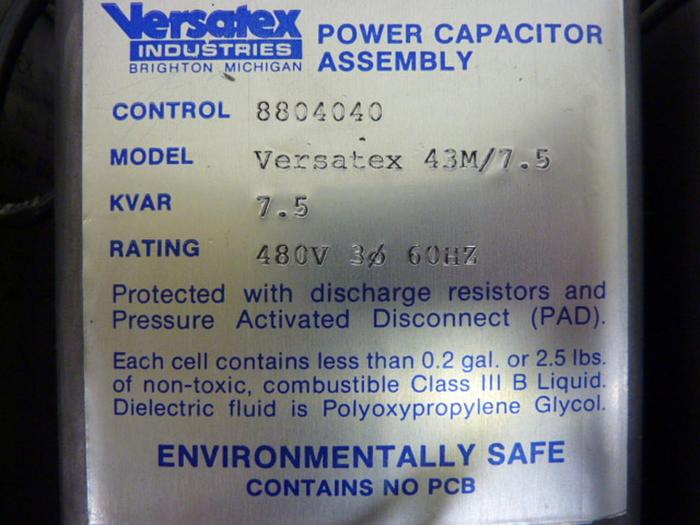 Versatex
INDUSTRIES
BRIGHTON MICHIGAN
POWER CAPACITOR
ASSEMBLY
CONTROL 8804040
MODEL Versatex 43M/7.5
KVAR 7.5
RATING 480V 3ø 60HZ
Protected with discharge resistors and
Pressure Activated Disconnect (PAD).
Each cell contains less than 0.2 gal. or 2.5 lbs.
of non-toxic, combustible Class III B Liquid.
Dielectric fluid is Polyoxypropylene Glycol.
ENVIRONMENTALLY SAFE
CONTAINS NO PCB